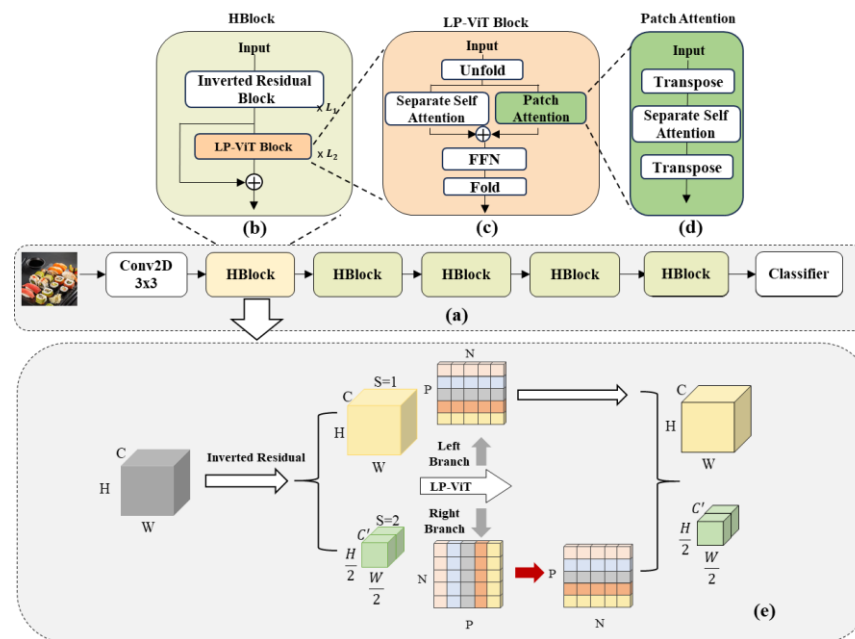 HBlock
Input
Inverted Residual
Block
x L₁
LP-ViT Block
x L₂
(b)
LP-ViT Block
Input
Unfold
Separate Self
Attention
Patch
Attention
FFN
Fold
(c)
Patch Attention
Input
Transpose
Separate Self
Attention
Transpose
(d)
Conv2D
3x3
HBlock
HBlock
HBlock
HBlock
HBlock
Classifier
(a)
C
H
W
Inverted Residual
S=1
C
H
W
S=2
C'
H/2
W/2
N
P
Left
Branch
LP-ViT
Right
Branch
N
P
P
N
C
H
W
C'
H/2
W/2
(e)